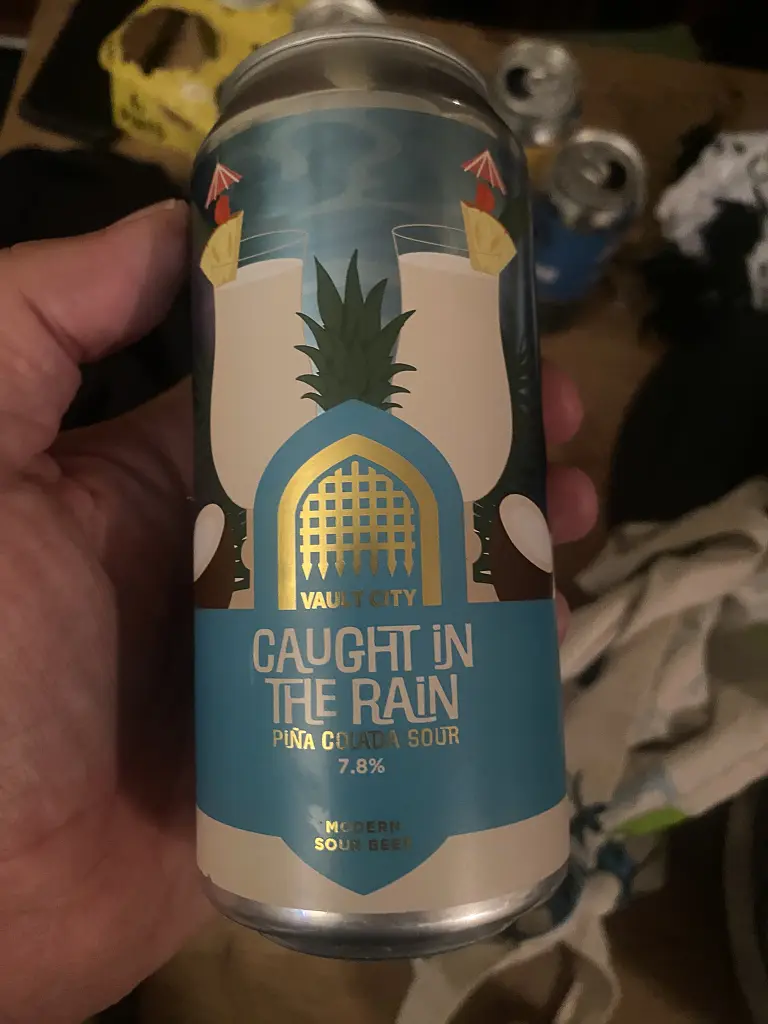 VAULT CITY
CAUGHT iN
THE RAiN
PiÑA COLADA SOUR
7.8%
MODERN
SOUR BEER